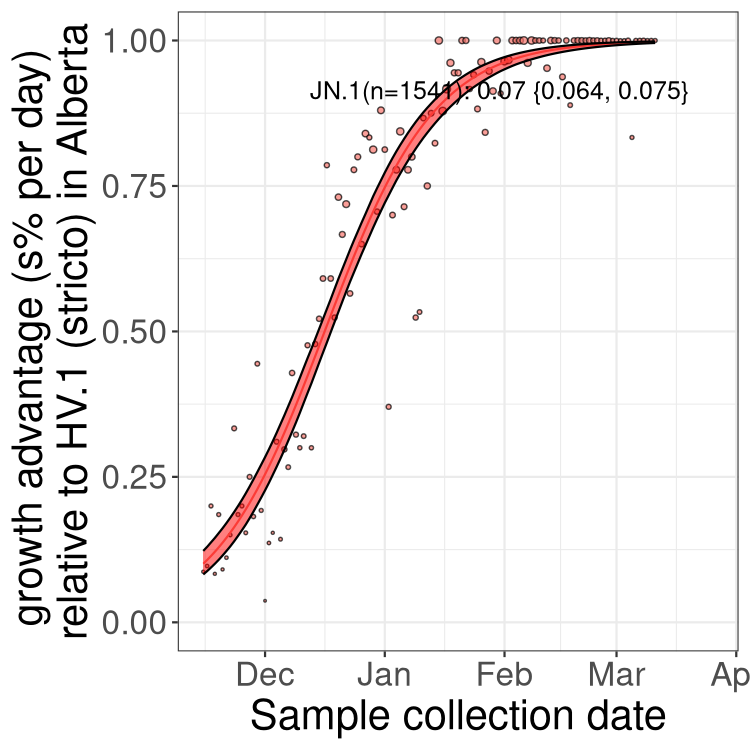 growth advantage (s% per day)
relative to HV.1 (stricto) in Alberta
1.00
0.75
0.50
0.25
0.00
JN.1(n=1541): 0.07 {0.064, 0.075}
Dec Jan Feb Mar Ap
Sample collection date